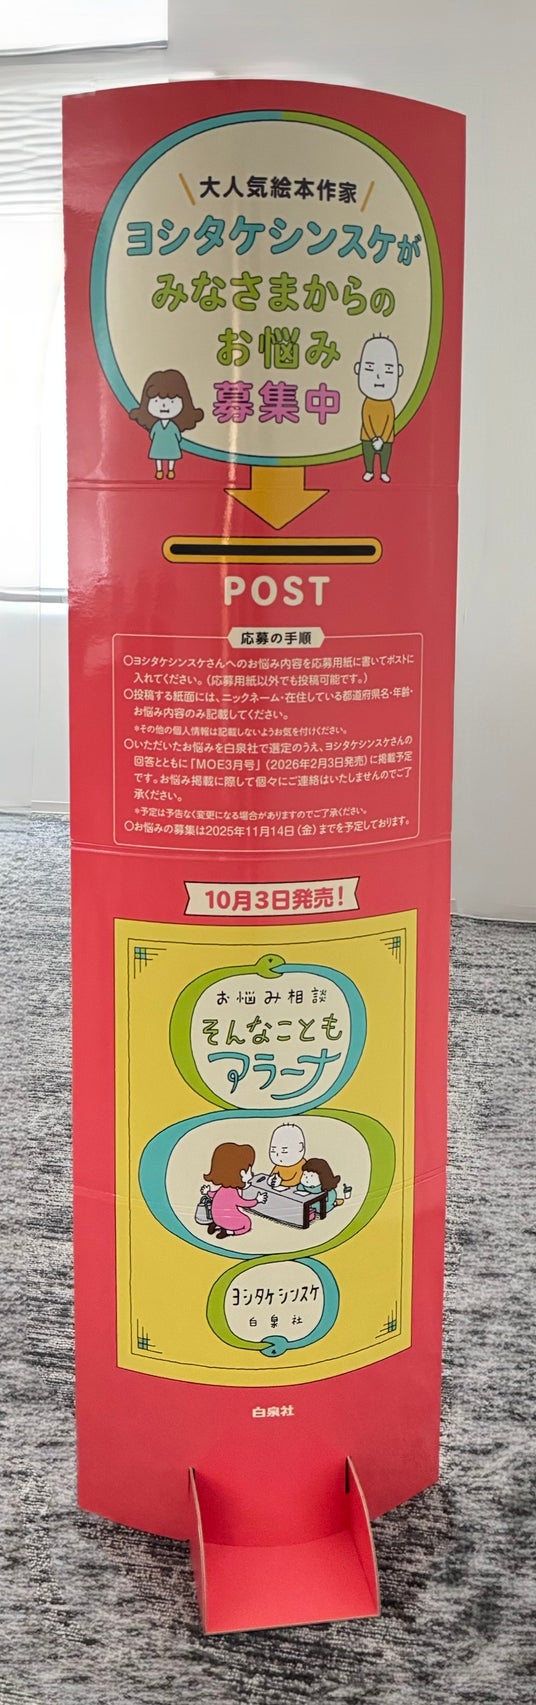 大人気絵本作家
ヨシタケシンスケが
みなさまからの
お悩み
募集中
POST
応募の手順
○ヨシタケシンスケさんへのお悩み内容を応募用紙に書いてポストに
入れてください。（応募用紙以外でも投稿可能です。）
○投稿する紙面には、ニックネーム・在住している都道府県名・年齢・
お悩み内容のみ記載してください。
＊その他の個人情報は記載しないようお気を付けください。
○いただいたお悩みを白泉社で選定のうえ、ヨシタケシンスケさんの
回答とともに「MOE3月号」（2026年2月3日発売）に掲載予定
です。お悩み掲載に際して個々にご連絡はいたしませんのでご了
承ください。
＊予定は予告なく変更になる場合がありますのでご了承ください。
○お悩みの募集は2025年11月14日（金）までを予定しております。
10月3日発売！
お悩み相談
そんなことも
アラーナ
ヨシタケシンスケ
白泉社
白泉社